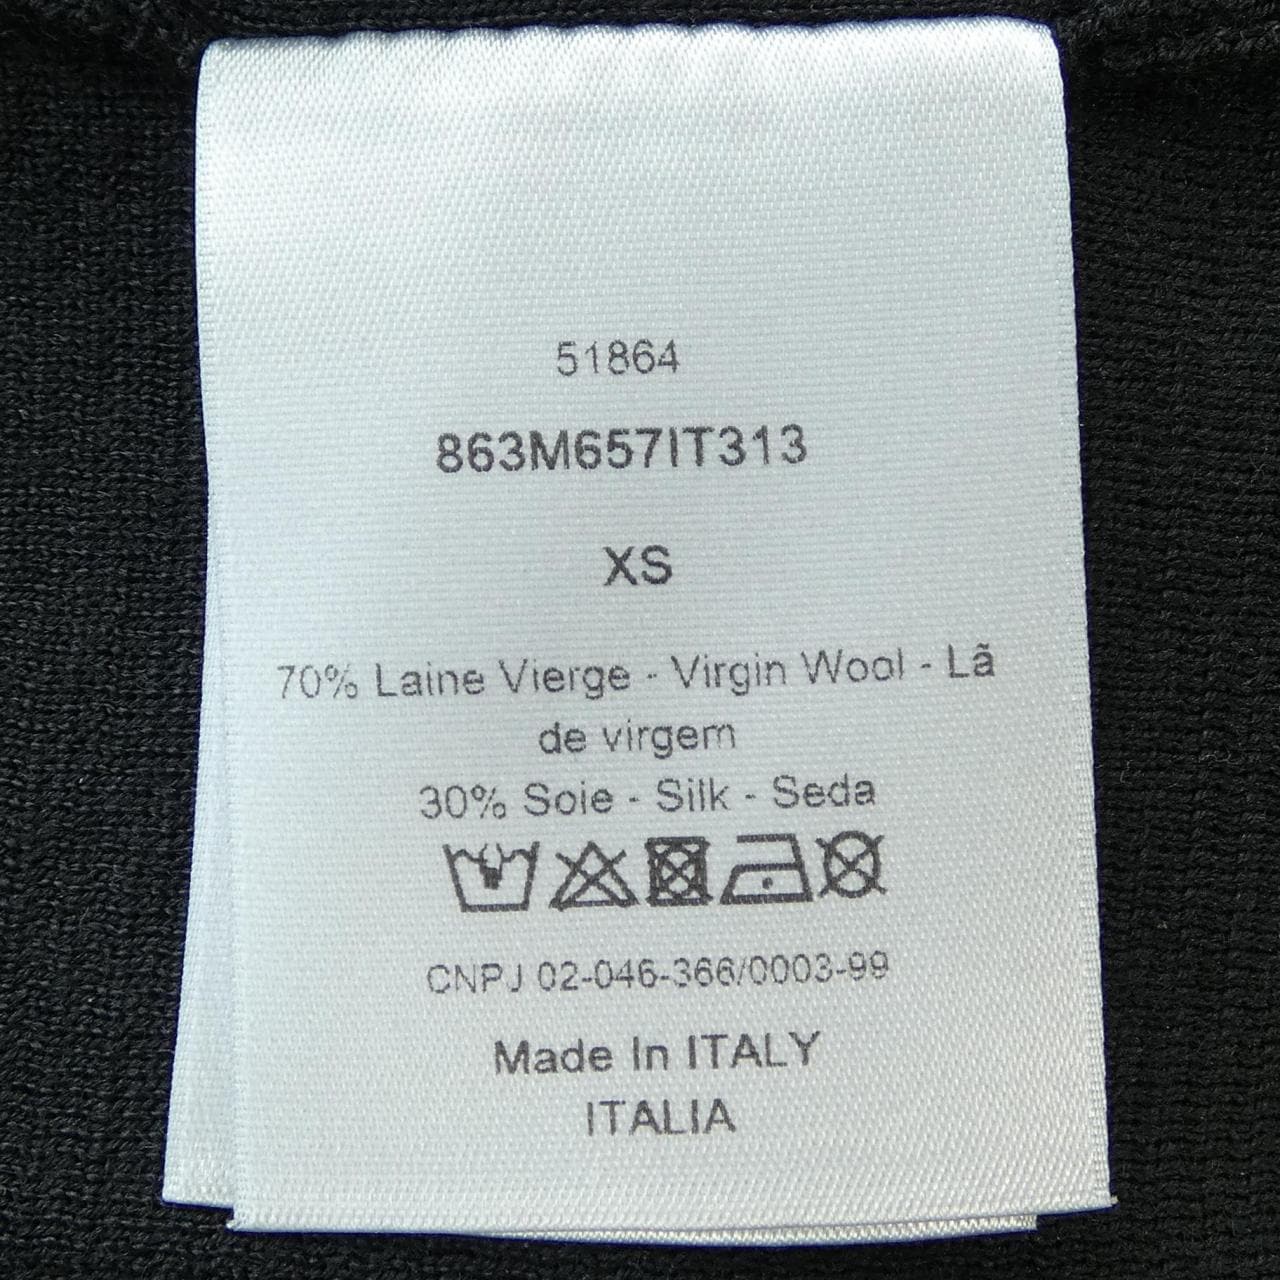 51864
863M657IT313
XS
70% Laine Vierge - Virgin Wool - Lã
de virgem
30% Soie - Silk - Seda
CNPJ 02-046-366/0003-99
Made In ITALY
ITALIA